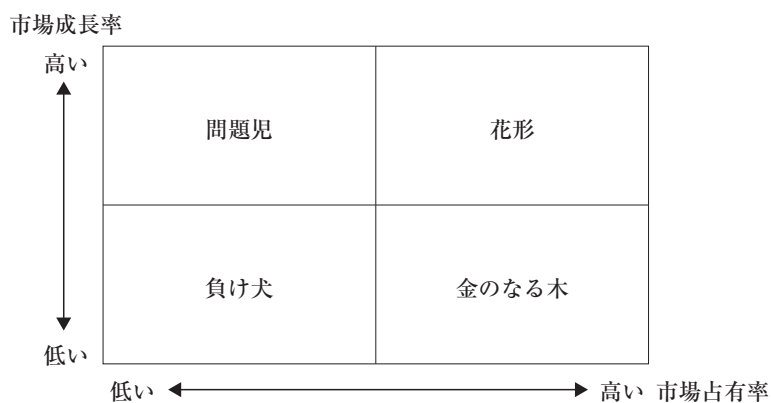 市場成長率
高い
問題児
花形
負け犬
金のなる木
低い
低い
高い 市場占有率